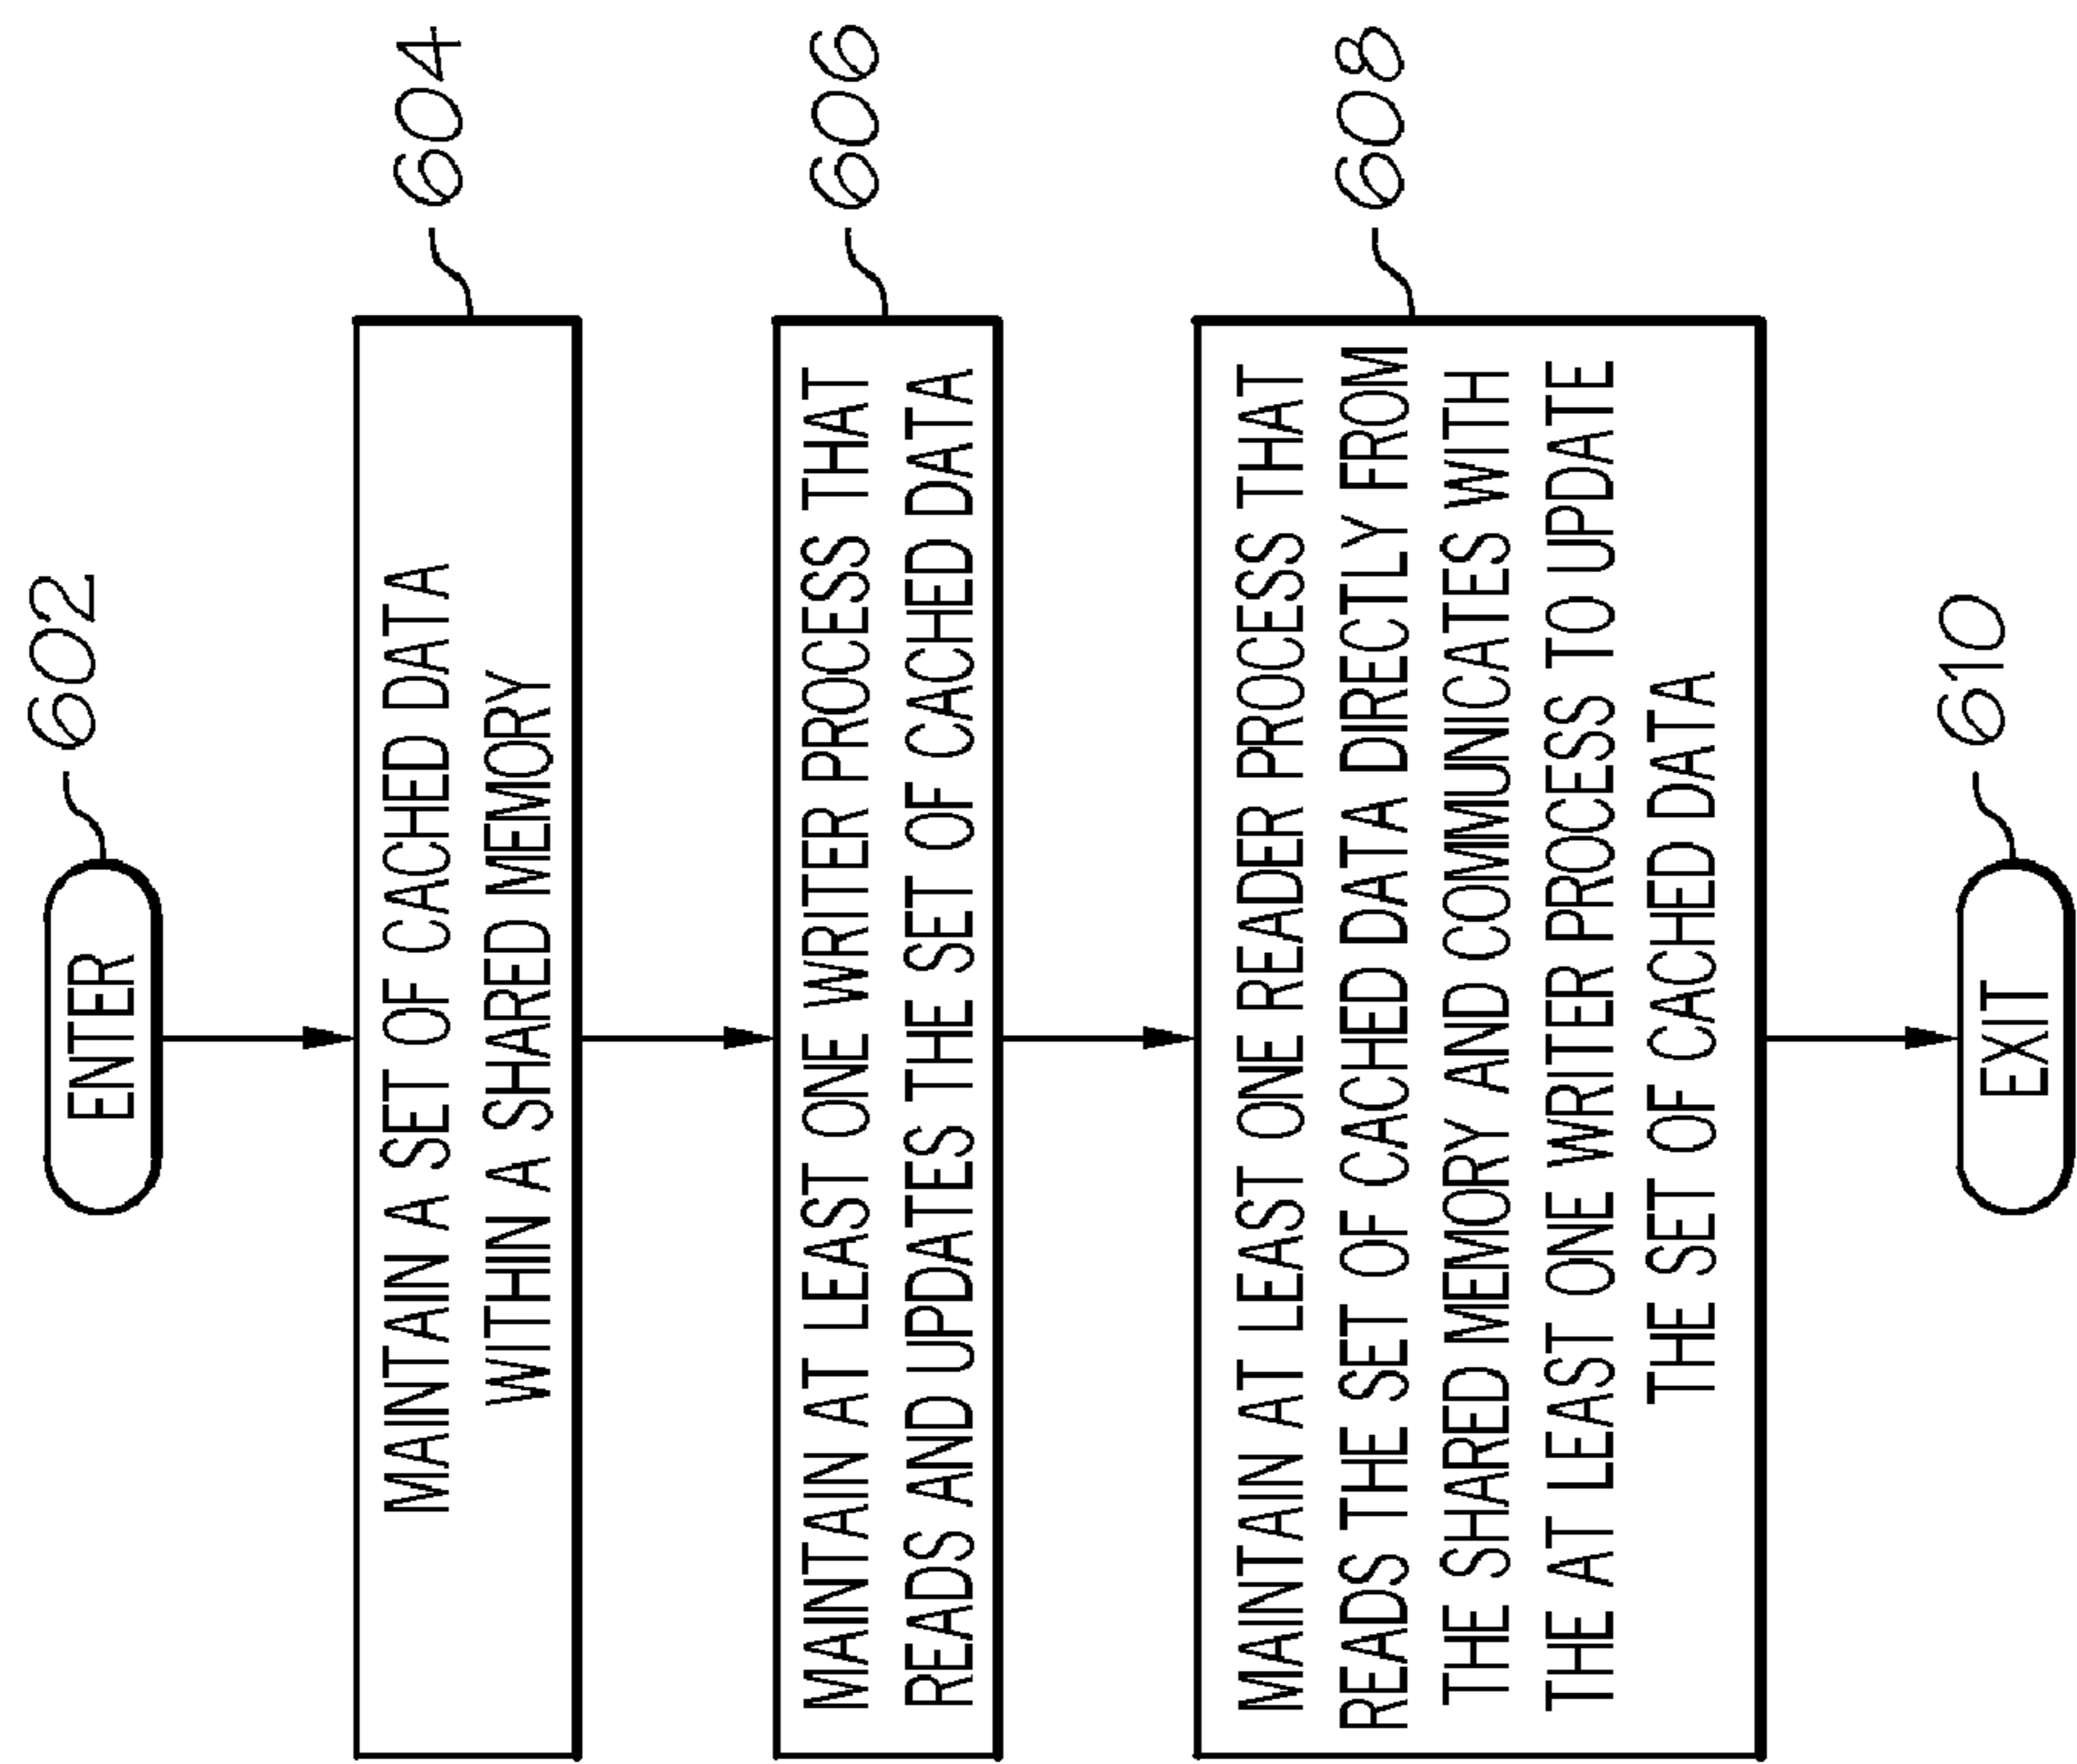 602
ENTER
604
MAINTAIN A SET OF CACHED DATA
WITHIN A SHARED MEMORY
606
MAINTAIN AT LEAST ONE WRITER PROCESS THAT
READS AND UPDATES THE SET OF CACHED DATA
608
MAINTAIN AT LEAST ONE READER PROCESS THAT
READS THE SET OF CACHED DATA DIRECTLY FROM
THE SHARED MEMORY AND COMMUNICATES WITH
THE AT LEAST ONE WRITER PROCESS TO UPDATE
THE SET OF CACHED DATA
610
EXIT